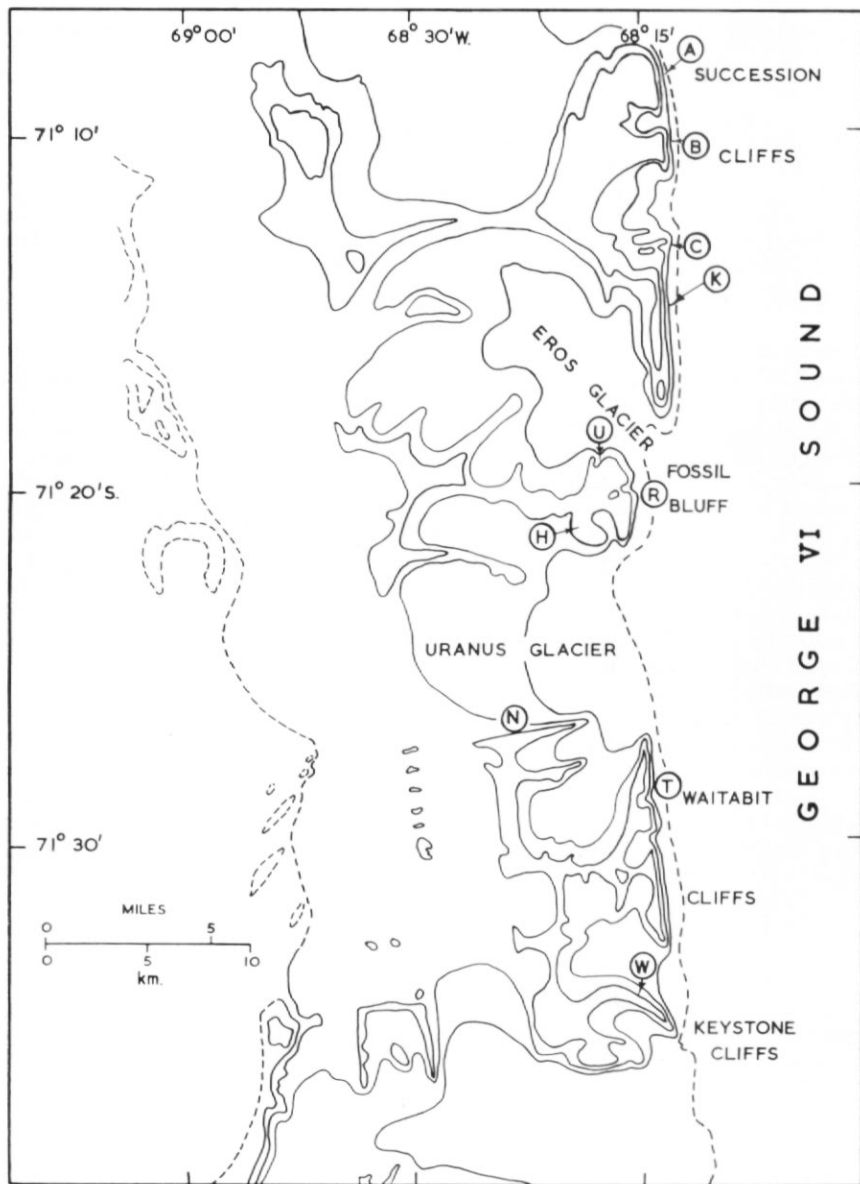 69° 00'
68° 30' W.
68° 15'
A
SUCCESSION
71° 10'
B
CLIFFS
C
K
EROS GLACIER
GEORGE VI SOUND
U
FOSSIL
71° 20' S.
R
BLUFF
H
URANUS GLACIER
N
T
WAITABIT
71° 30'
MILES
0 5
0 5 10
km.
CLIFFS
W
KEYSTONE
CLIFFS